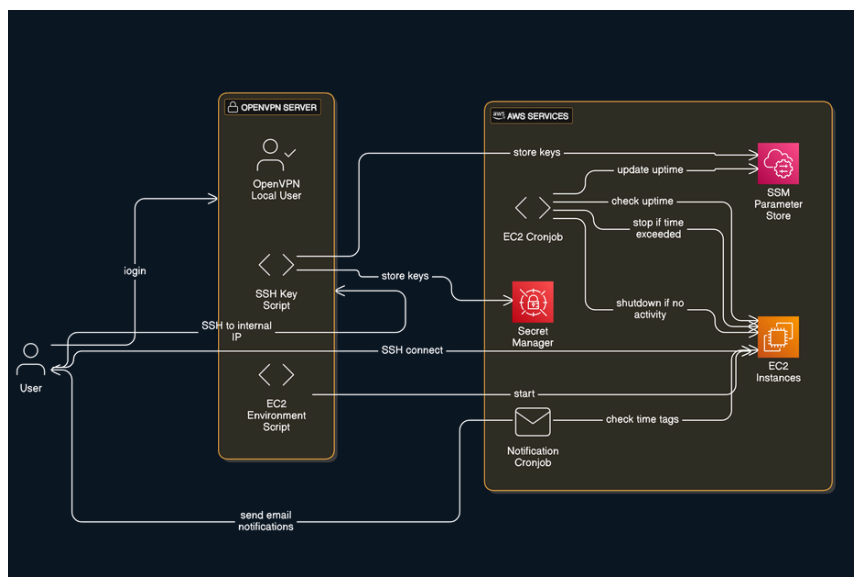 OPENVPN SERVER
aws AWS SERVICES
OpenVPN
Local User
store keys
update uptime
SSM
Parameter
Store
check uptime
EC2 Cronjob
stop if time
exceeded
login
SSH Key
Script
store keys
shutdown if no
activity
SSH to internal
IP
Secret
Manager
SSH connect
User
EC2
Instances
EC2
Environment
Script
start
check time tags
Notification
Cronjob
send email
notifications